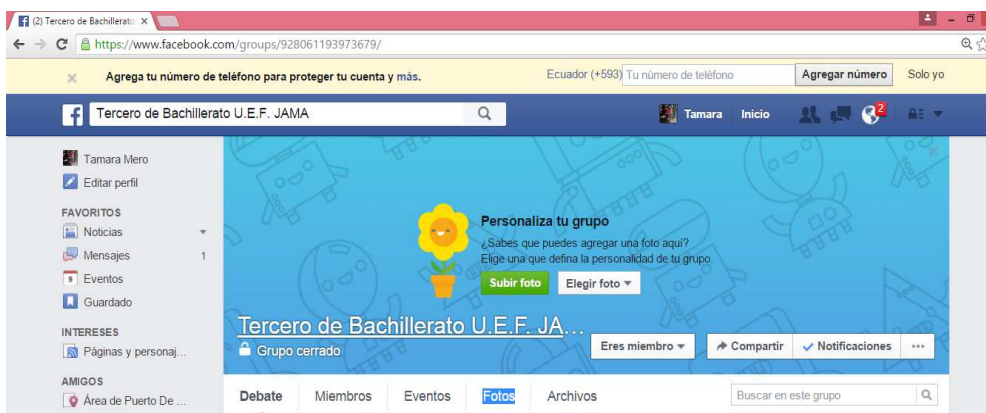 (2) Tercero de Bachillerato
https://www.facebook.com/groups/928061193973679/
Agrega tu número de teléfono para proteger tu cuenta y más.
Ecuador (+593) Tu número de teléfono
Agregar número
Solo yo
Tercero de Bachillerato U.E.F. JAMA
Tamara
Inicio
2
Tamara Mero
Editar perfil
FAVORITOS
Noticias
Mensajes 1
9 Eventos
Guardado
INTERESES
Páginas y personaj...
AMIGOS
Área de Puerto De ...
Personaliza tu grupo
¿Sabes que puedes agregar una foto aquí?
Elige una que defina la personalidad de tu grupo.
Subir foto
Elegir foto
Tercero de Bachillerato U.E.F. JA...
Grupo cerrado
Eres miembro
Compartir
Notificaciones
...
Debate Miembros Eventos Fotos Archivos
Buscar en este grupo